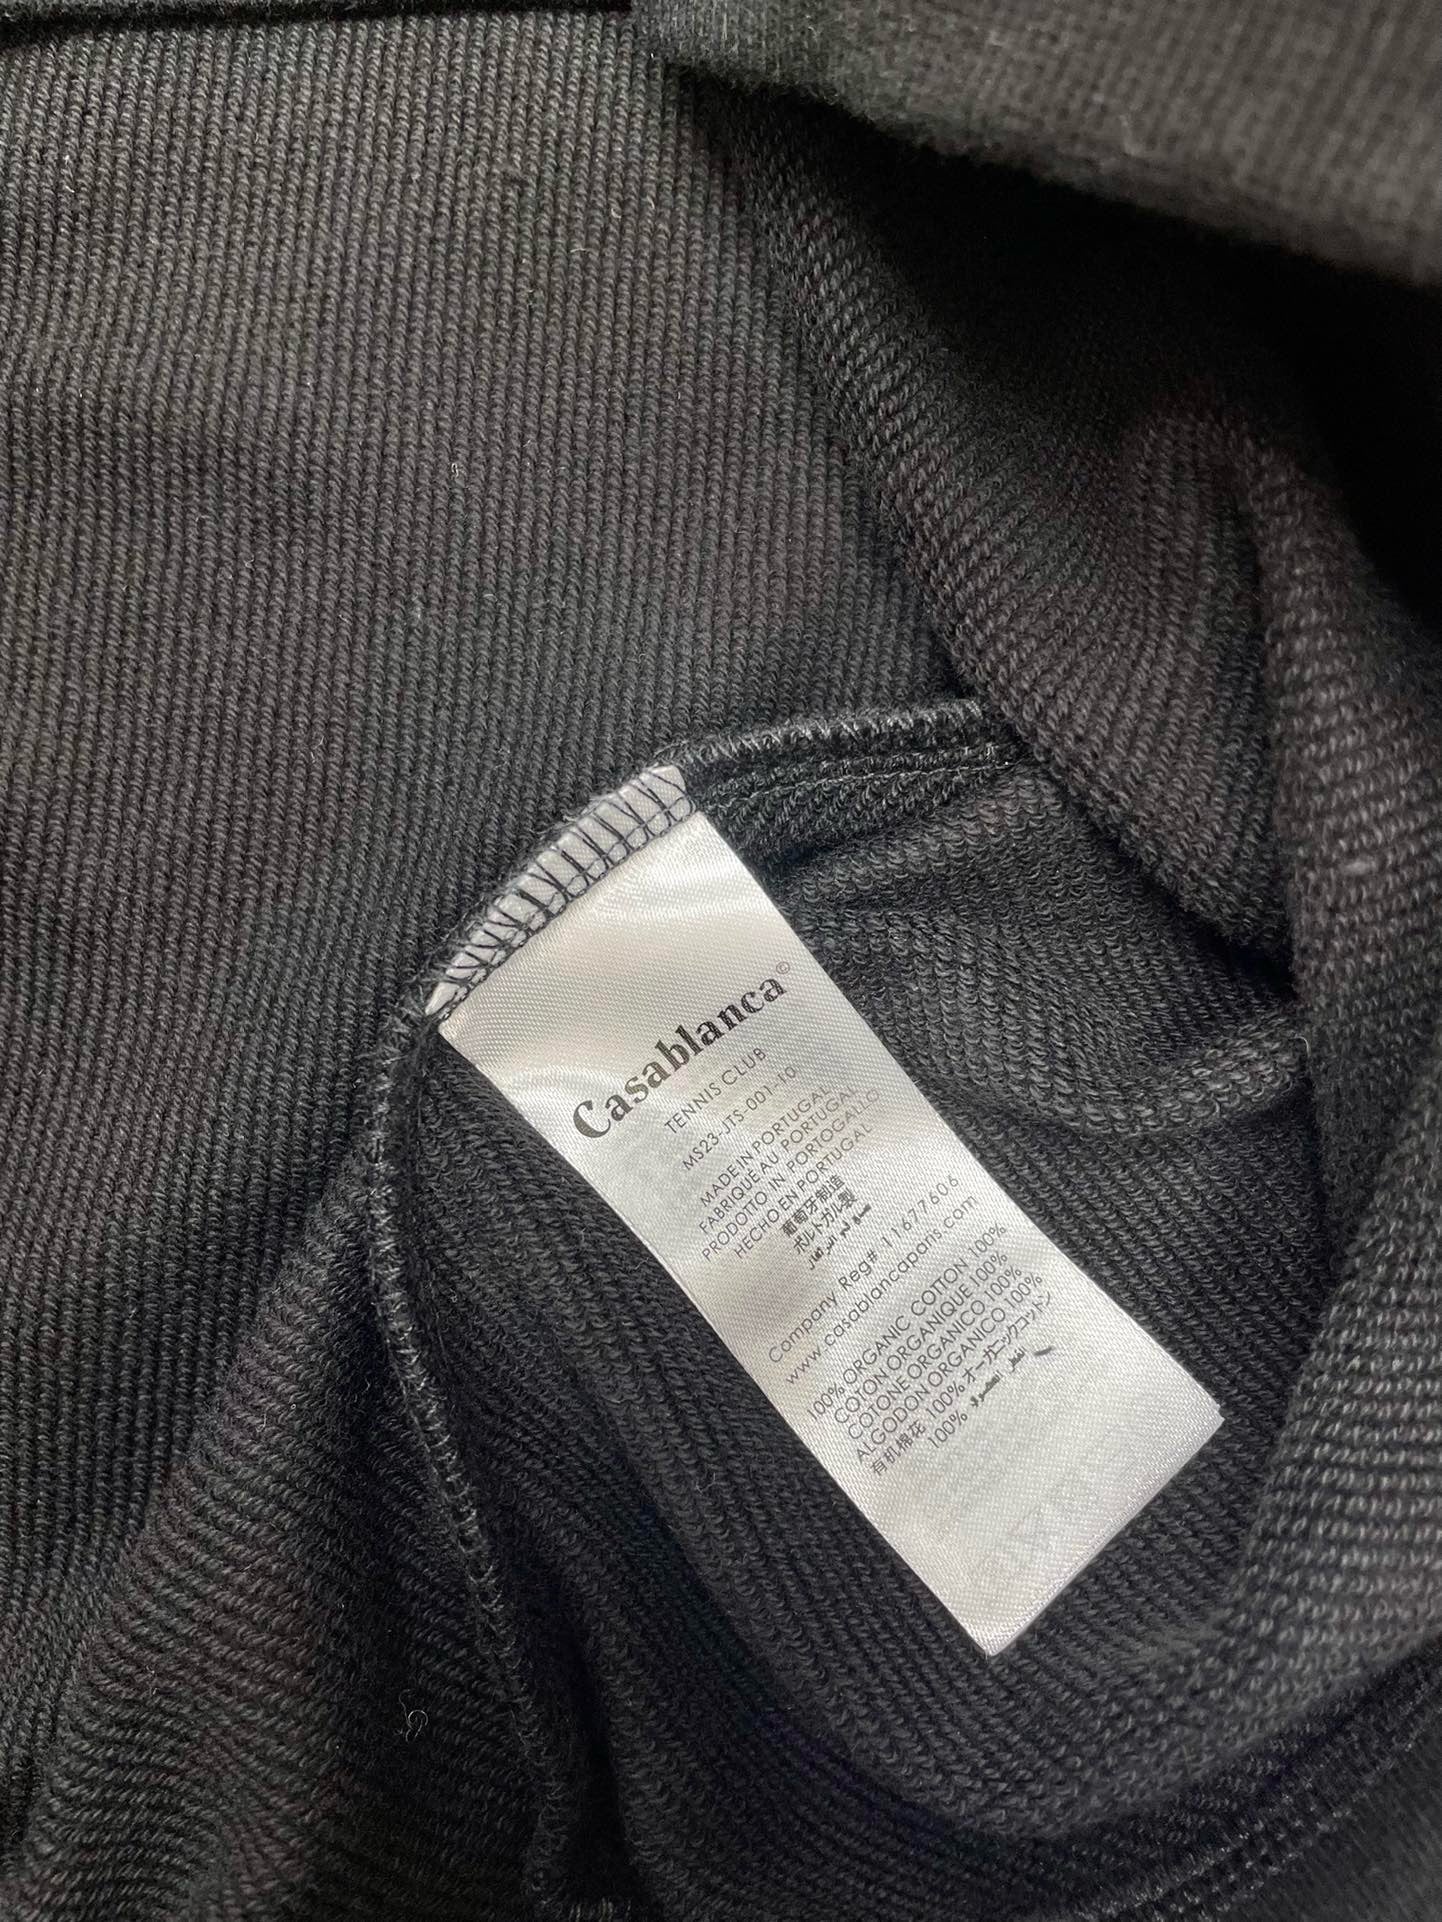 Casablanca©
TENNIS CLUB
MS23-JTS-001-10
MADE IN PORTUGAL
FABRIQUÉ AU PORTUGAL
PRODOTTO IN PORTOGALLO
HECHO EN PORTUGAL
葡萄牙制造
ポルトガル製
Company Reg# 11677606
www.casablancaparis.com
100% ORGANIC COTTON 100%
COTON ORGANIQUE 100%
COTONE ORGANICO 100%
ALGODON ORGANICO 100%
有机棉花 100% オーガニックコットン
100%